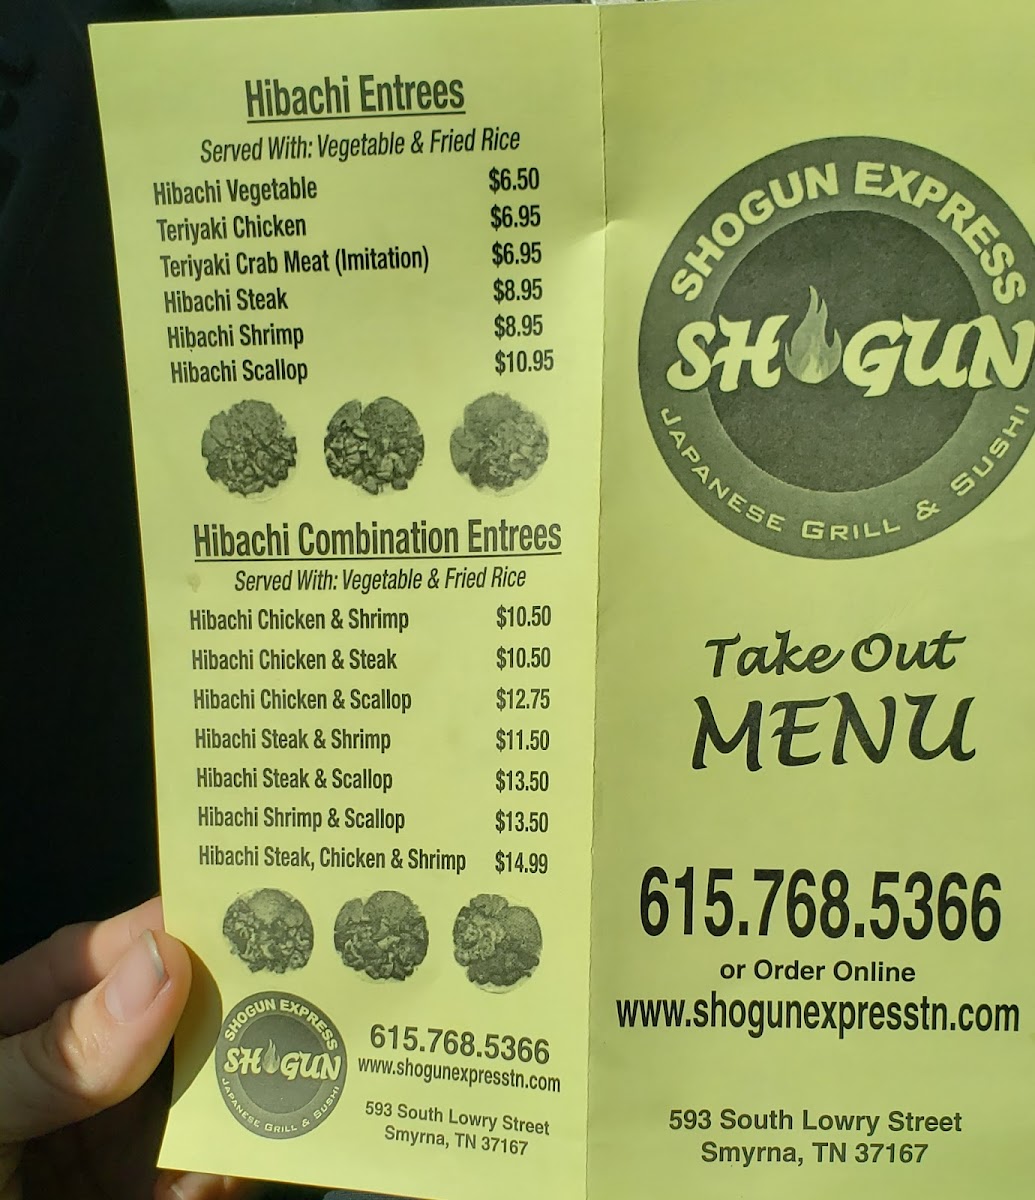 Hibachi Entrees
Served With: Vegetable & Fried Rice
Hibachi Vegetable $6.50
Teriyaki Chicken $6.95
Teriyaki Crab Meat (Imitation) $6.95
Hibachi Steak $8.95
Hibachi Shrimp $8.95
Hibachi Scallop $10.95
Hibachi Combination Entrees
Served With: Vegetable & Fried Rice
Hibachi Chicken & Shrimp $10.50
Hibachi Chicken & Steak $10.50
Hibachi Chicken & Scallop $12.75
Hibachi Steak & Shrimp $11.50
Hibachi Steak & Scallop $13.50
Hibachi Shrimp & Scallop $13.50
Hibachi Steak, Chicken & Shrimp $14.99
SHOGUN EXPRESS
SHOGUN
JAPANESE GRILL & SUSHI
615.768.5366
www.shogunexpresstn.com
593 South Lowry Street
Smyrna, TN 37167
SHOGUN EXPRESS
SHOGUN
JAPANESE GRILL & SUSHI
Take Out
MENU
615.768.5366
or Order Online
www.shogunexpresstn.com
593 South Lowry Street
Smyrna, TN 37167